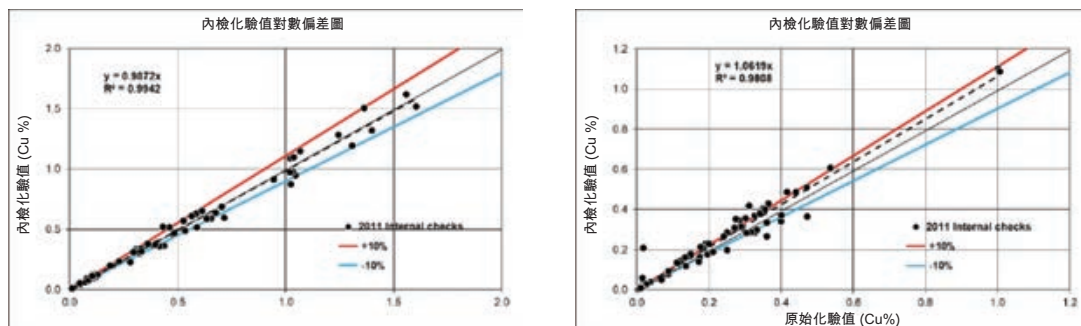 內檢化驗值對數偏差圖
內檢化驗值 (Cu %)
2.0
1.5
1.0
0.5
0.0
y = 0.9872x
R² = 0.9942
2011 Internal checks
+10%
-10%
0.0 0.5 1.0 1.5 2.0
內檢化驗值對數偏差圖
內檢化驗值 (Cu %)
1.2
1.0
0.8
0.6
0.4
0.2
0.0
y = 1.0619x
R² = 0.9808
2011 Internal checks
+10%
-10%
0.0 0.2 0.4 0.6 0.8 1.0 1.2
原始化驗值 (Cu%)